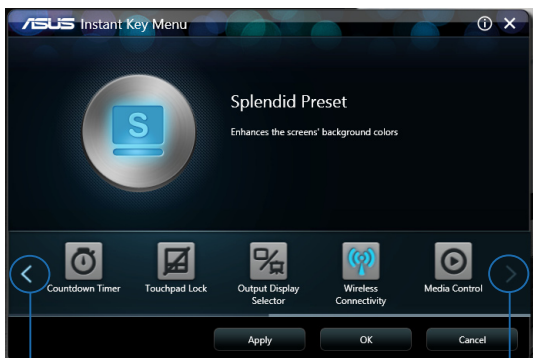 ASUS Instant Key Menu
S
Splendid Preset
Enhances the screens' background colors
Countdown Timer
Touchpad Lock
Output Display
Selector
Wireless
Connectivity
Media Control
Apply
OK
Cancel